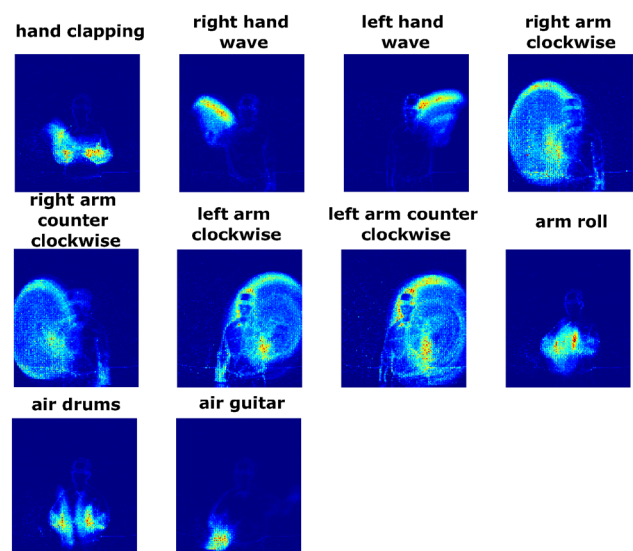 hand clapping
right hand
wave
left hand
wave
right arm
clockwise
right arm
counter
clockwise
left arm
clockwise
left arm counter
clockwise
arm roll
air drums
air guitar